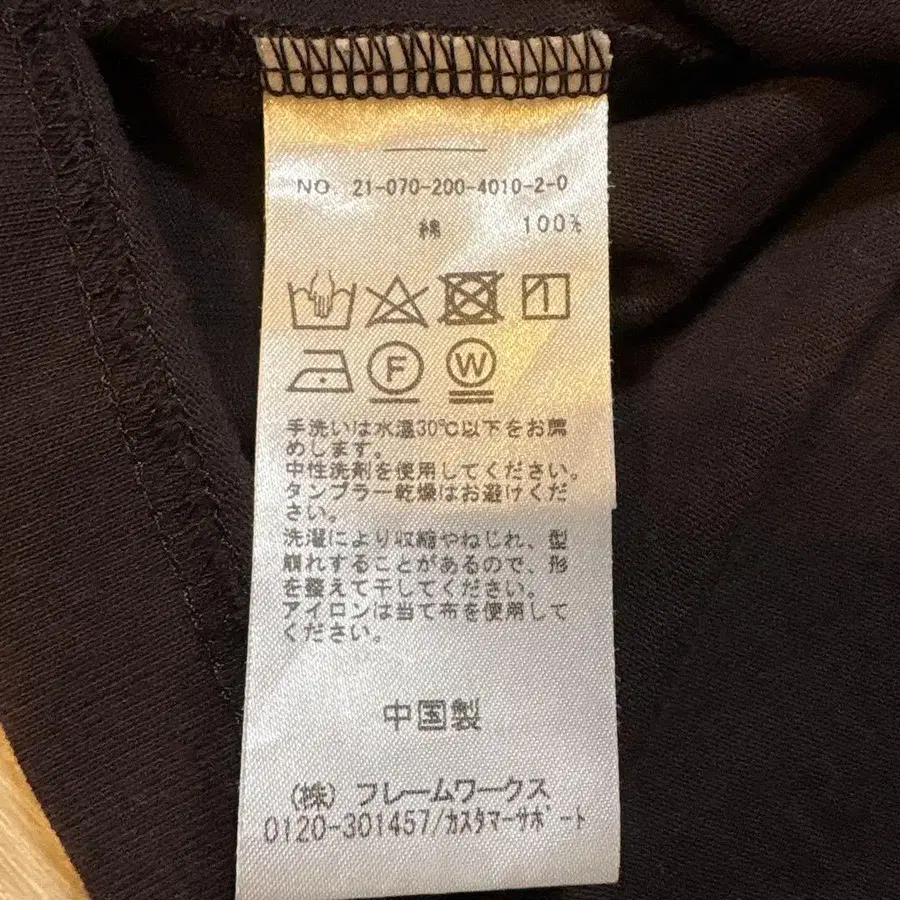 NO. 21-070-200-4010-2-0
綿 100%
F W
手洗いは水温30℃以下をお薦
めします。
中性洗剤を使用してください。
タンブラー乾燥はお避けくだ
さい。
洗濯により収縮やねじれ、型
崩れすることがあるので、形
を整えて干してください。
アイロンは当て布を使用して
ください。
中国製
（株）フレームワークス
0120-301457/カスタマーサポート